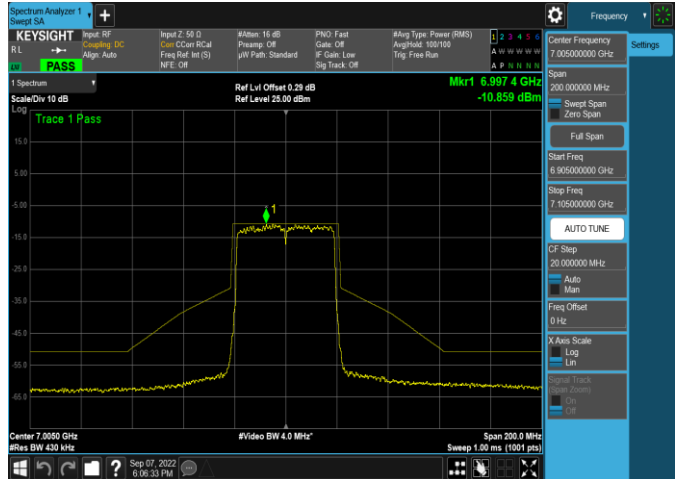 Spectrum Analyzer 1
Swept SA
Frequency
KEYSIGHT
RL
PASS
Input: RF
Coupling: DC
Align: Auto
Input Z: 50 Ω
Corr CCorr RCal
Freq Ref: Int (S)
NFE: Off
#Atten: 16 dB
Preamp: Off
µW Path: Standard
PNO: Fast
Gate: Off
IF Gain: Low
Sig Track: Off
#Avg Type: Power (RMS)
Avg|Hold: 100/100
Trig: Free Run
1 2 3 4 5 6
A W W W W W
A P N N N N
1 Spectrum
Scale/Div 10 dB
Log
Ref Lvl Offset 0.29 dB
Ref Level 25.00 dBm
Mkr1 6.997 4 GHz
-10.859 dBm
Trace 1 Pass
15.0
5.00
-5.00
-15.0
-25.0
-35.0
-45.0
-55.0
-65.0
1
Center 7.0050 GHz
#Res BW 430 kHz
#Video BW 4.0 MHz*
Span 200.0 MHz
Sweep 1.00 ms (1001 pts)
Sep 07, 2022
6:06:33 PM
Center Frequency
7.005000000 GHz
Settings
Span
200.000000 MHz
Swept Span
Zero Span
Full Span
Start Freq
6.905000000 GHz
Stop Freq
7.105000000 GHz
AUTO TUNE
CF Step
20.000000 MHz
Auto
Man
Freq Offset
0 Hz
X Axis Scale
Log
Lin
Signal Track
(Span Zoom)
On
Off